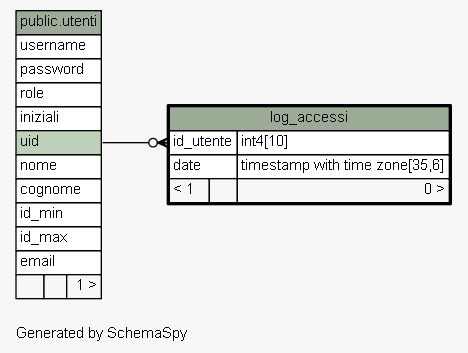 public.utenti
username
password
role
iniziali
uid
nome
cognome
id_min
id_max
email
1 >
log_accessi
id_utente int4[10]
date timestamp with time zone[35,6]
< 1 0 >
Generated by SchemaSpy